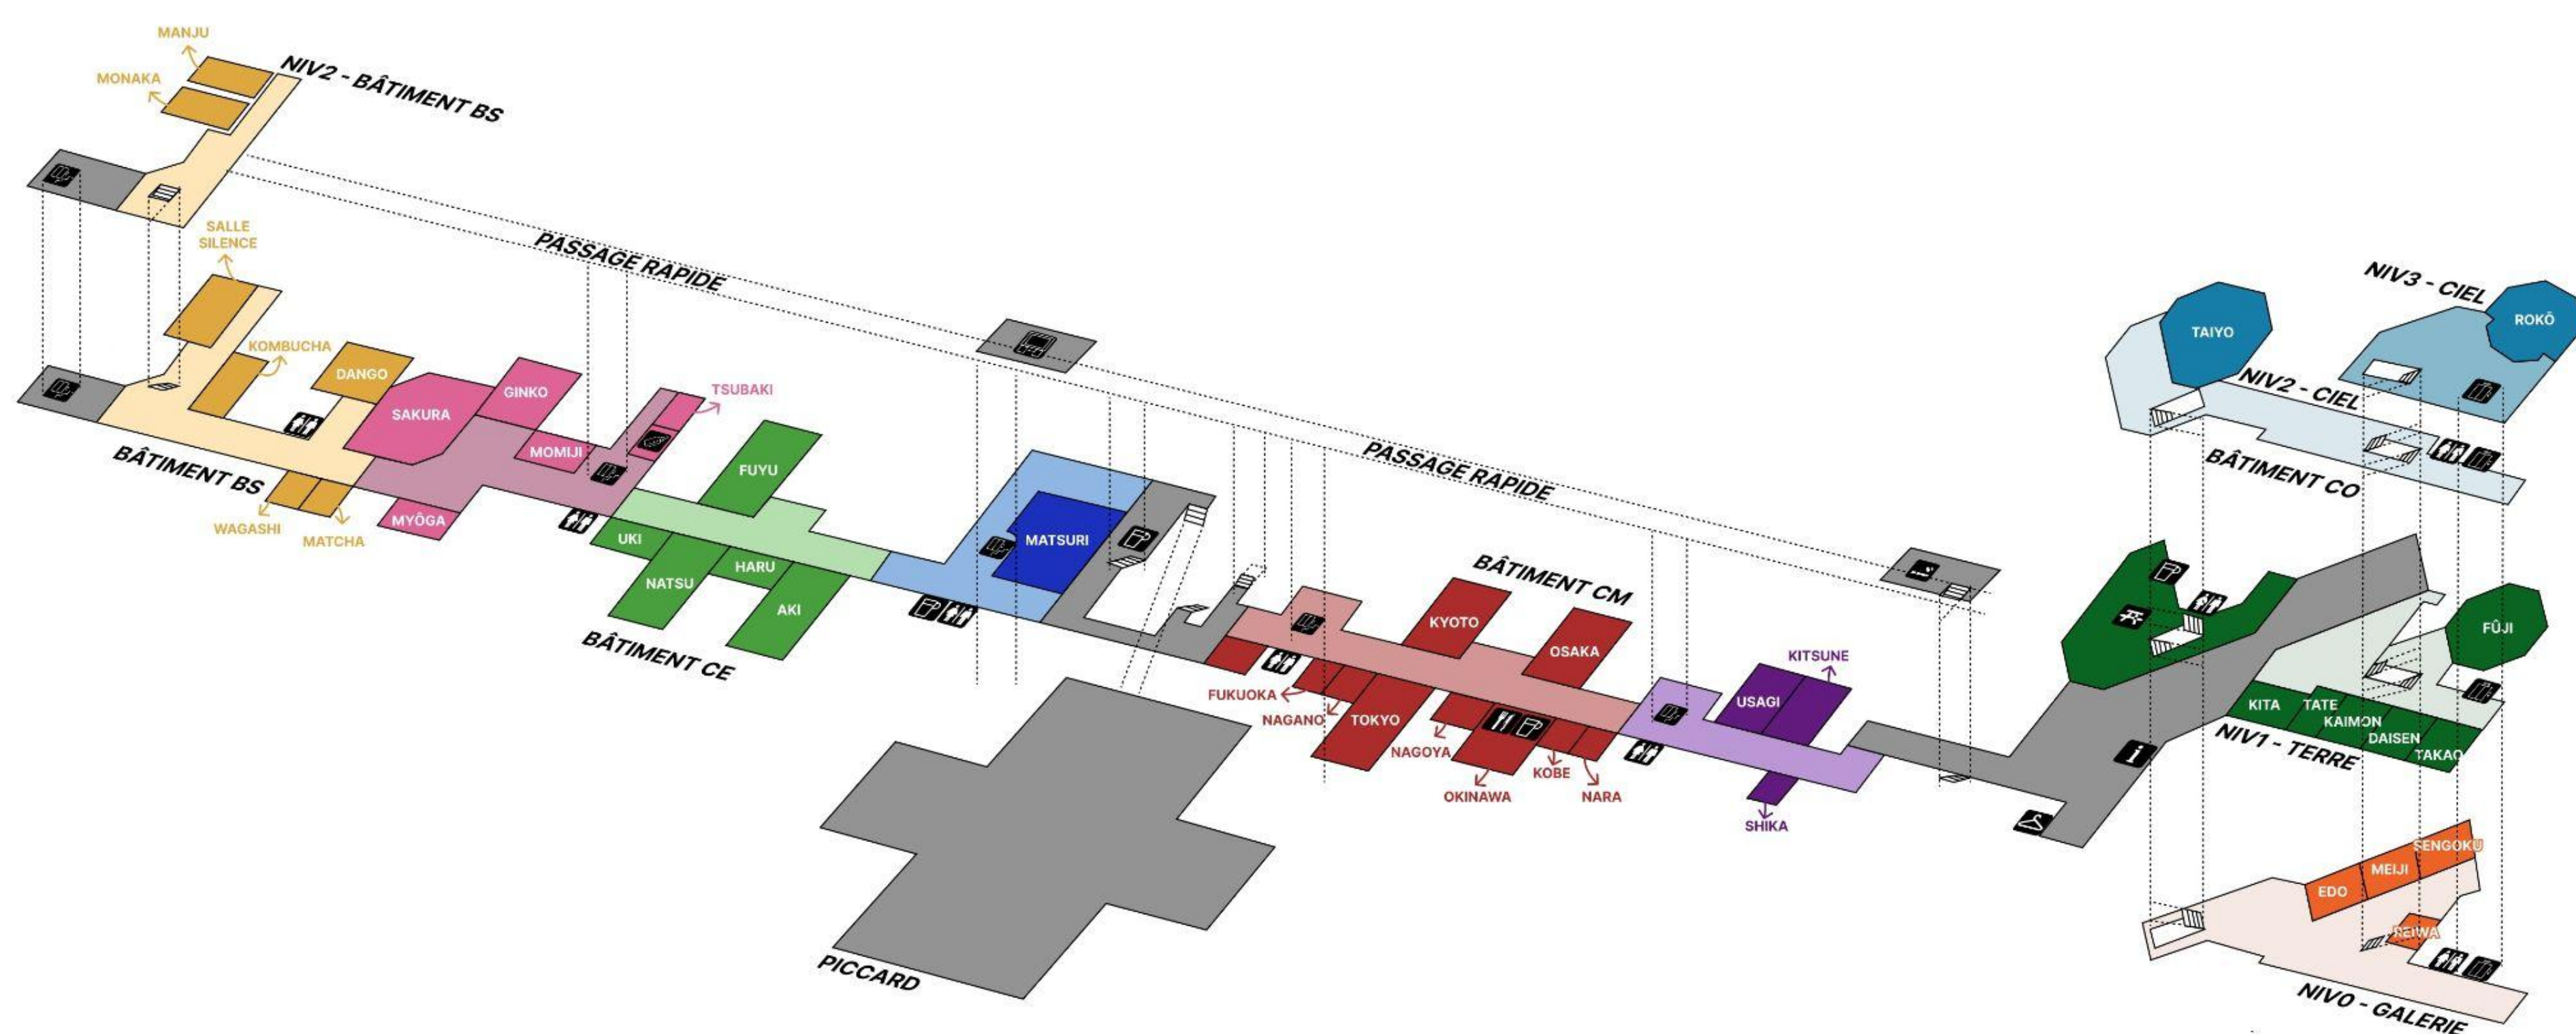 MANJU
MONAKA
NIV2 - BÂTIMENT BS
SALLE
SILENCE
PASSAGE RAPIDE
KOMBUCHA
DANGO
SAKURA
GINKO
TSUBAKI
MOMIJI
BÂTIMENT BS
WAGASHI
MATCHA
MYÔGA
FUYU
UKI
NATSU
HARU
AKI
BÂTIMENT CE
MATSURI
PICCARD
PASSAGE RAPIDE
BÂTIMENT CM
KYOTO
OSAKA
FUKUOKA
NAGANO
TOKYO
NAGOYA
OKINAWA
KOBE
NARA
KITSUNE
USAGI
SHIKA
NIV3 - CIEL
ROKÔ
TAIYO
NIV2 - CIEL
BÂTIMENT CO
FÛJI
KITA
TATE
KAIMON
DAISEN
TAKAO
NIV1 - TERRE
i
SENGOKU
MEIJI
EDO
REIWA
NIV0 - GALERIE